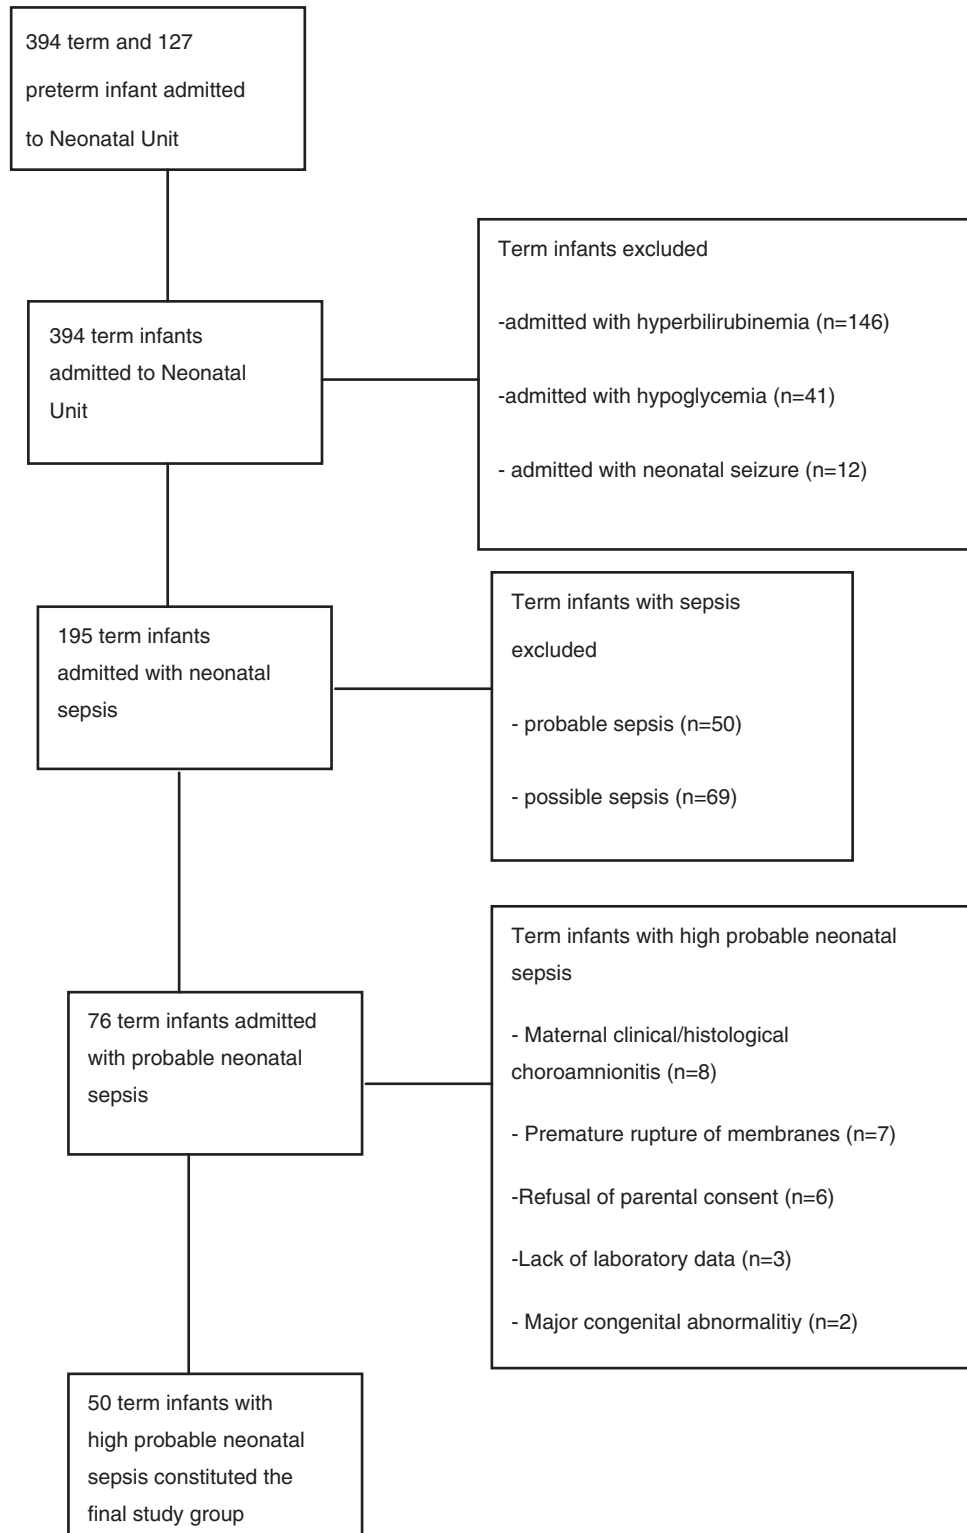 394 term and 127
preterm infant admitted
to Neonatal Unit
Term infants excluded
-admitted with hyperbilirubinemia (n=146)
-admitted with hypoglycemia (n=41)
- admitted with neonatal seizure (n=12)
394 term infants
admitted to Neonatal
Unit
Term infants with sepsis
excluded
- probable sepsis (n=50)
- possible sepsis (n=69)
195 term infants
admitted with neonatal
sepsis
Term infants with high probable neonatal
sepsis
- Maternal clinical/histological
choroamnionitis (n=8)
- Premature rupture of membranes (n=7)
-Refusal of parental consent (n=6)
-Lack of laboratory data (n=3)
- Major congenital abnormalitiy (n=2)
76 term infants admitted
with probable neonatal
sepsis
50 term infants with
high probable neonatal
sepsis constituted the
final study group